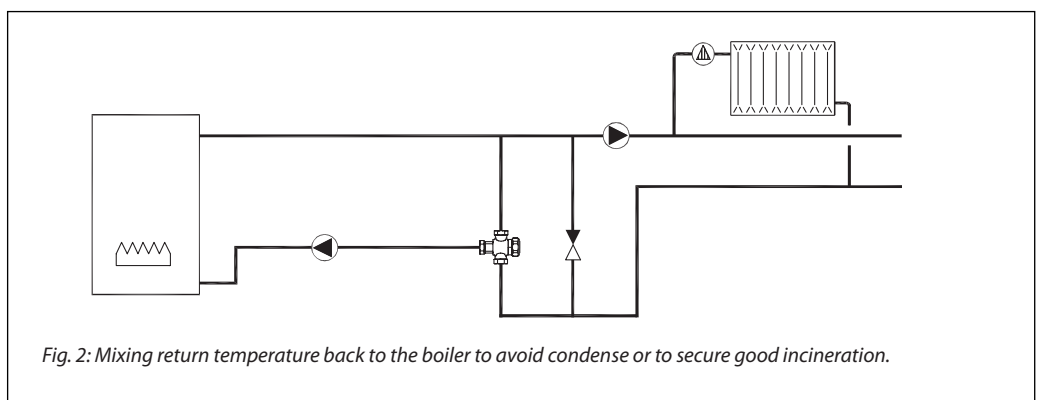 Fig. 2: Mixing return temperature back to the boiler to avoid condense or to secure good incineration.